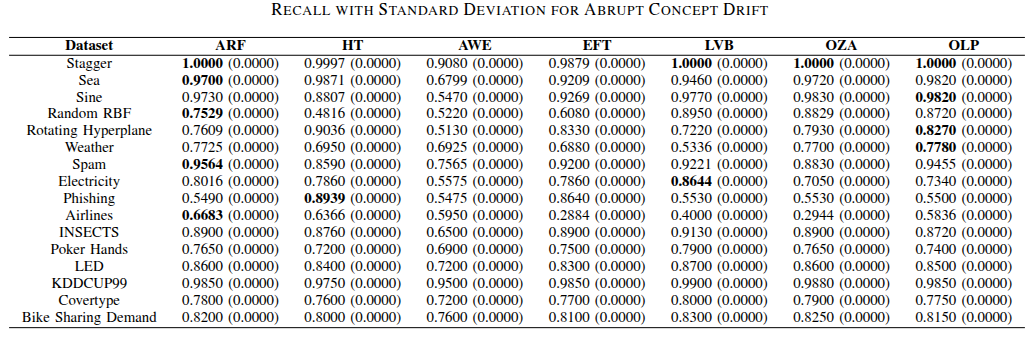 RECALL WITH STANDARD DEVIATION FOR ABRUPT CONCEPT DRIFT
Dataset ARF HT AWE EFT LVB OZA OLP
Stagger 1.0000 (0.0000) 0.9997 (0.0000) 0.9080 (0.0000) 0.9879 (0.0000) 1.0000 (0.0000) 1.0000 (0.0000) 1.0000 (0.0000)
Sea 0.9700 (0.0000) 0.9871 (0.0000) 0.6799 (0.0000) 0.9209 (0.0000) 0.9460 (0.0000) 0.9720 (0.0000) 0.9820 (0.0000)
Sine 0.9730 (0.0000) 0.8807 (0.0000) 0.5470 (0.0000) 0.9269 (0.0000) 0.9770 (0.0000) 0.9830 (0.0000) 0.9820 (0.0000)
Random RBF 0.7529 (0.0000) 0.4816 (0.0000) 0.5220 (0.0000) 0.6080 (0.0000) 0.8950 (0.0000) 0.8829 (0.0000) 0.8720 (0.0000)
Rotating Hyperplane 0.7609 (0.0000) 0.9036 (0.0000) 0.5130 (0.0000) 0.8330 (0.0000) 0.7220 (0.0000) 0.7930 (0.0000) 0.8270 (0.0000)
Weather 0.7725 (0.0000) 0.6950 (0.0000) 0.6925 (0.0000) 0.6880 (0.0000) 0.5336 (0.0000) 0.7700 (0.0000) 0.7780 (0.0000)
Spam 0.9564 (0.0000) 0.8590 (0.0000) 0.7565 (0.0000) 0.9200 (0.0000) 0.9221 (0.0000) 0.8830 (0.0000) 0.9455 (0.0000)
Electricity 0.8016 (0.0000) 0.7860 (0.0000) 0.5575 (0.0000) 0.7860 (0.0000) 0.8644 (0.0000) 0.7050 (0.0000) 0.7340 (0.0000)
Phishing 0.5490 (0.0000) 0.8939 (0.0000) 0.5475 (0.0000) 0.8640 (0.0000) 0.5530 (0.0000) 0.5530 (0.0000) 0.5500 (0.0000)
Airlines 0.6683 (0.0000) 0.6366 (0.0000) 0.5950 (0.0000) 0.2884 (0.0000) 0.4000 (0.0000) 0.2944 (0.0000) 0.5836 (0.0000)
INSECTS 0.8900 (0.0000) 0.8760 (0.0000) 0.6500 (0.0000) 0.8900 (0.0000) 0.9130 (0.0000) 0.8900 (0.0000) 0.8720 (0.0000)
Poker Hands 0.7650 (0.0000) 0.7200 (0.0000) 0.6900 (0.0000) 0.7500 (0.0000) 0.7900 (0.0000) 0.7650 (0.0000) 0.7400 (0.0000)
LED 0.8600 (0.0000) 0.8400 (0.0000) 0.7200 (0.0000) 0.8300 (0.0000) 0.8700 (0.0000) 0.8600 (0.0000) 0.8500 (0.0000)
KDDCUP99 0.9850 (0.0000) 0.9750 (0.0000) 0.9500 (0.0000) 0.9850 (0.0000) 0.9900 (0.0000) 0.9880 (0.0000) 0.9850 (0.0000)
Covertype 0.7800 (0.0000) 0.7600 (0.0000) 0.7200 (0.0000) 0.7700 (0.0000) 0.8000 (0.0000) 0.7900 (0.0000) 0.7750 (0.0000)
Bike Sharing Demand 0.8200 (0.0000) 0.8000 (0.0000) 0.7600 (0.0000) 0.8100 (0.0000) 0.8300 (0.0000) 0.8250 (0.0000) 0.8150 (0.0000)